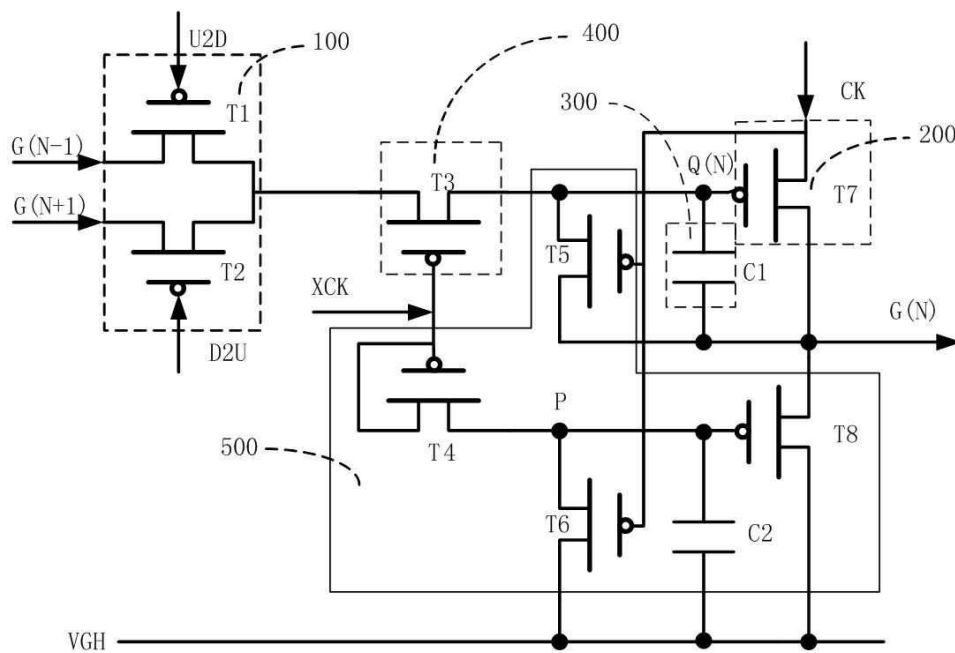 U2D
100
400
T1
CK
300
G(N-1)
Q(N)
200
T3
T7
G(N+1)
T5
T2
C1
XCK
G(N)
D2U
P
T8
500
T4
T6
C2
VGH